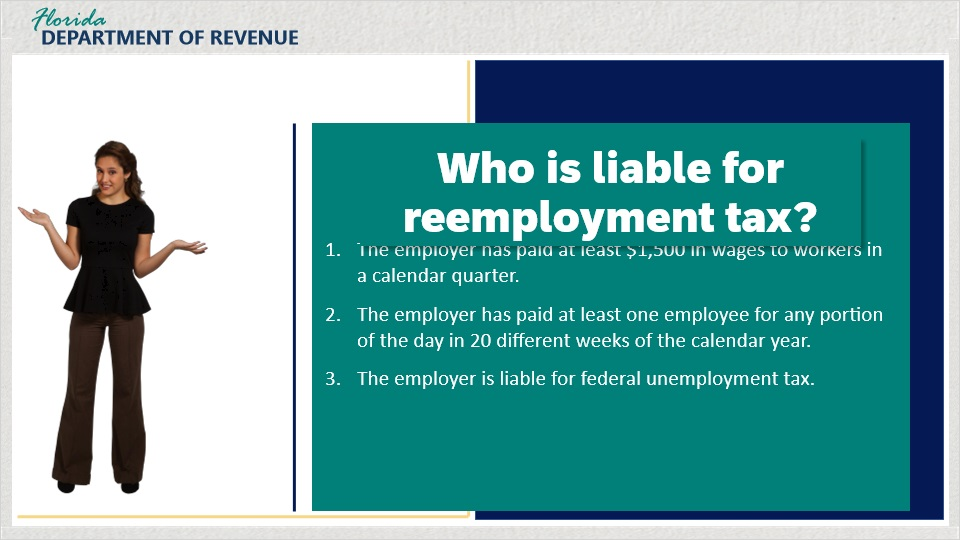 Florida
DEPARTMENT OF REVENUE
Who is liable for
reemployment tax?
1. The employer has paid at least $1,500 in wages to workers in
a calendar quarter.
2. The employer has paid at least one employee for any portion
of the day in 20 different weeks of the calendar year.
3. The employer is liable for federal unemployment tax.